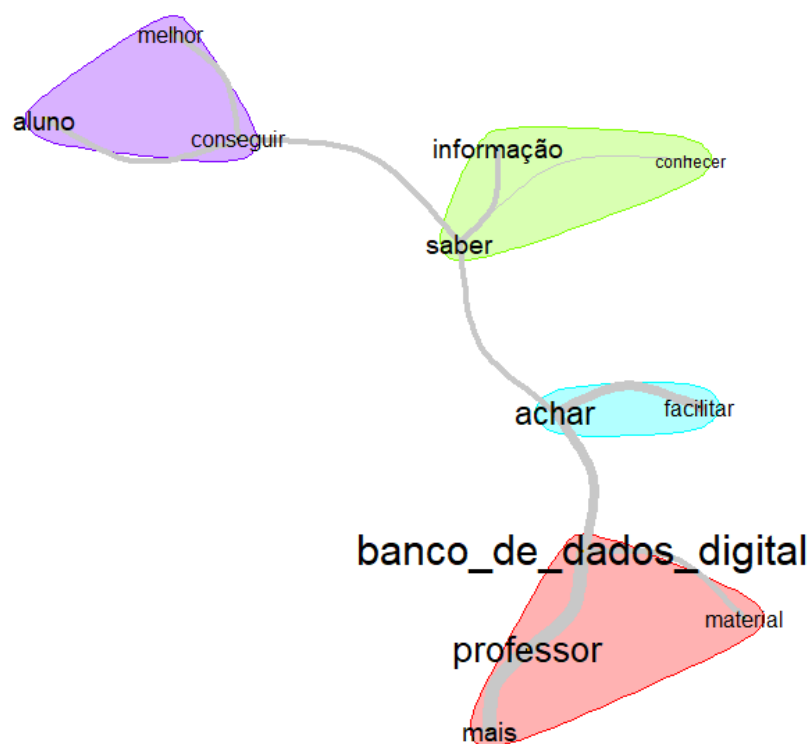 melhor
aluno
conseguir
informação
conhecer
saber
achar
facilitar
banco_de_dados_digital
material
professor
mais